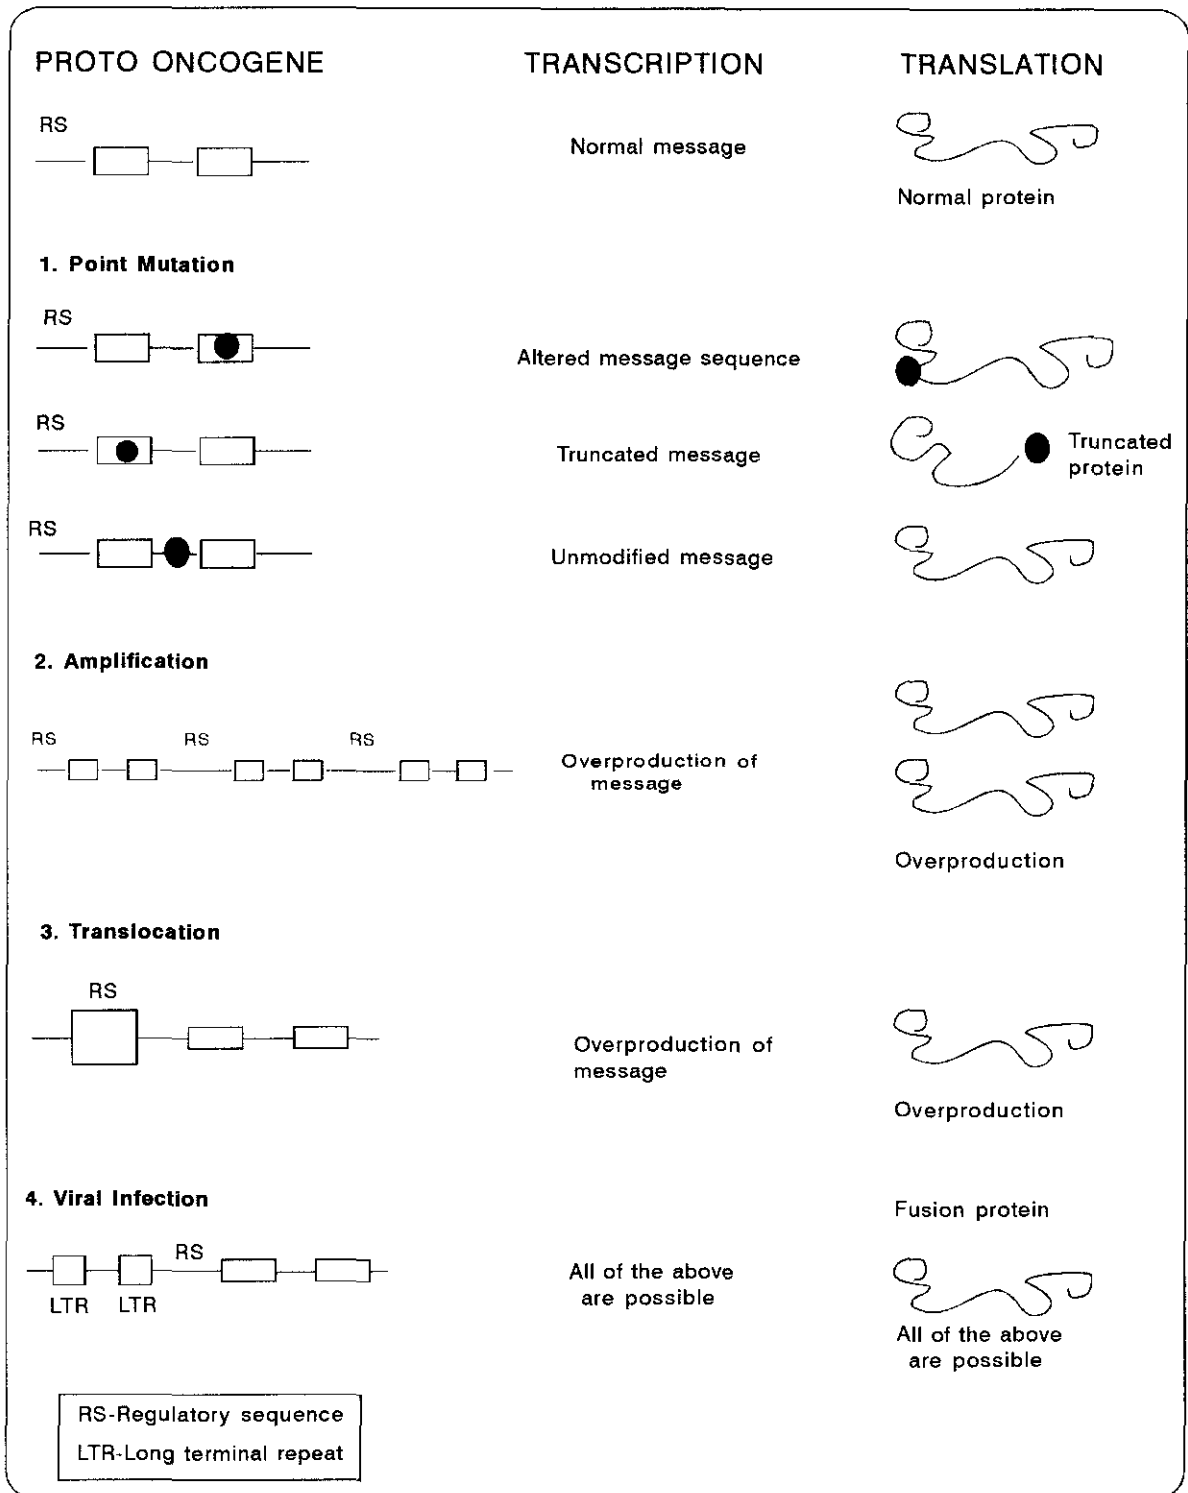 PROTO ONCOGENE TRANSCRIPTION TRANSLATION
RS
Normal message
Normal protein
1. Point Mutation
RS
Altered message sequence
RS
Truncated message
Truncated
protein
RS
Unmodified message
2. Amplification
RS RS RS
Overproduction of
message
Overproduction
3. Translocation
RS
Overproduction of
message
Overproduction
4. Viral Infection
Fusion protein
RS
LTR LTR
All of the above
are possible
All of the above
are possible
RS-Regulatory sequence
LTR-Long terminal repeat